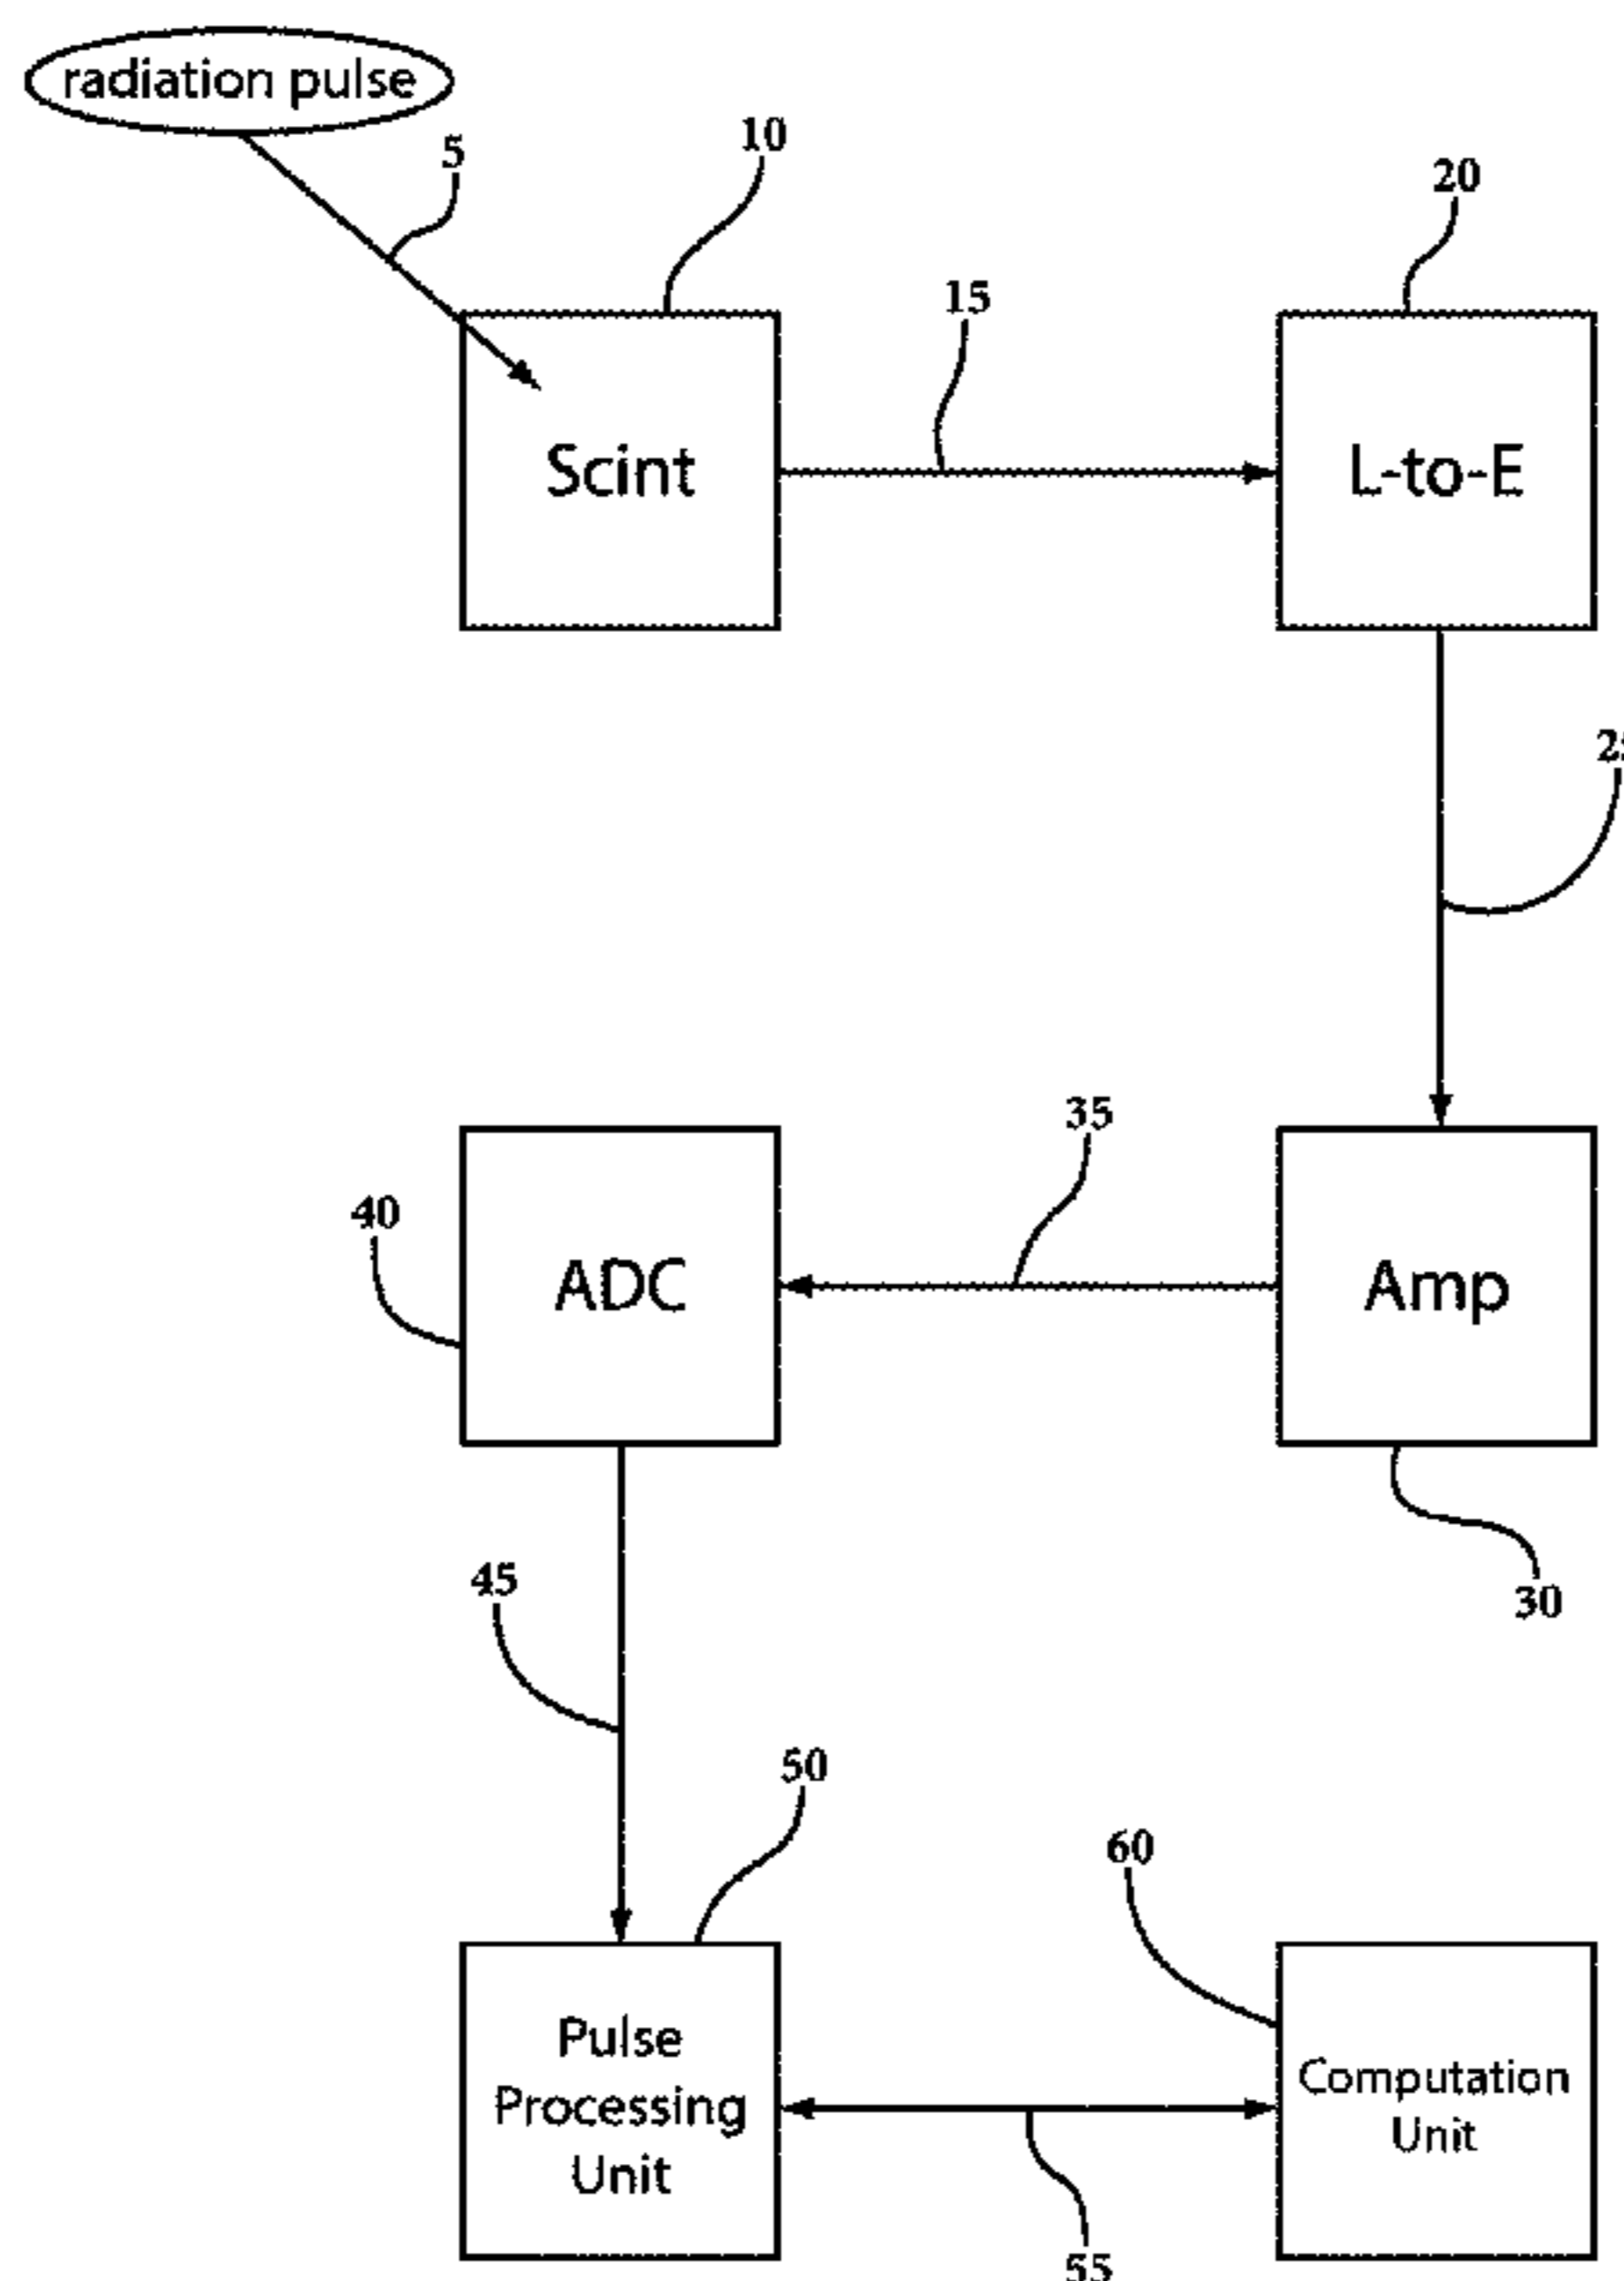 radiation pulse
5
10
20
15
Scint
L-to-E
35
40
ADC
Amp
45
30
50
60
Pulse
Processing
Unit
Computation
Unit
55